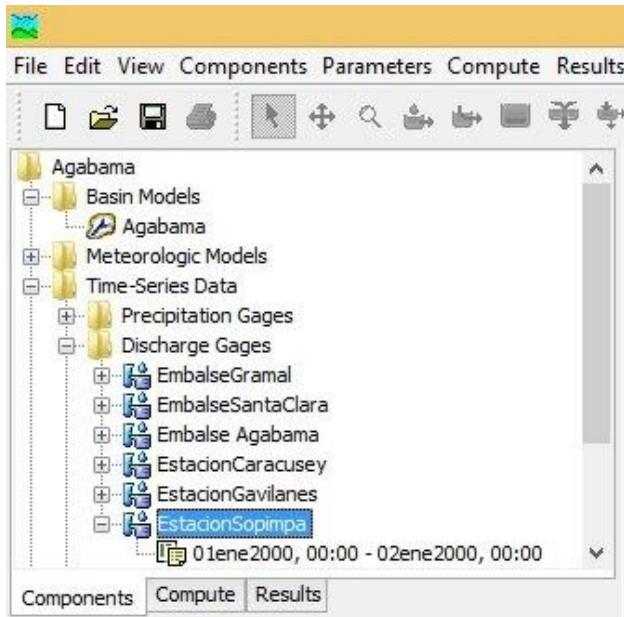 File Edit View Components Parameters Compute Results
Agabama
Basin Models
Agabama
Meteorologic Models
Time-Series Data
Precipitation Gages
Discharge Gages
EmbalseGramal
EmbalseSantaClara
Embalse Agabama
EstacionCaracusey
EstacionGavilanes
EstacionSopimpa
01ene2000, 00:00 - 02ene2000, 00:00
Components Compute Results